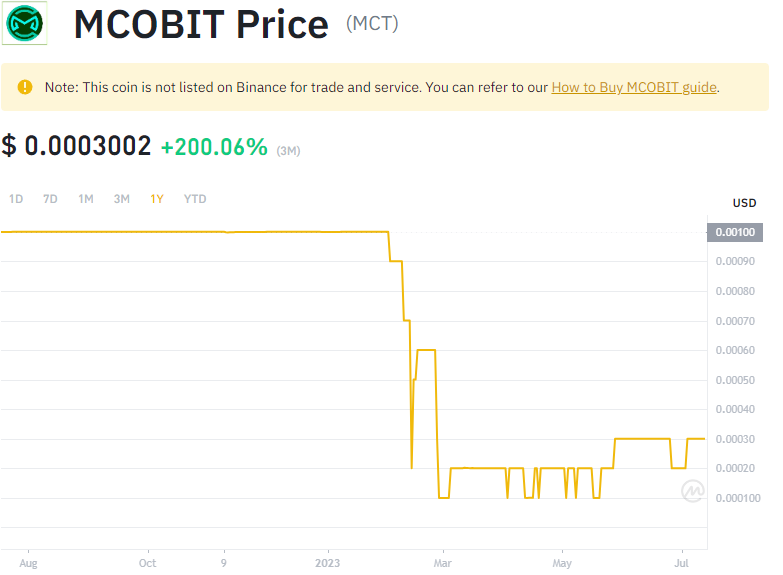 MCOBIT Price (MCT)
Note: This coin is not listed on Binance for trade and service. You can refer to our How to Buy MCOBIT guide.
$ 0.0003002 +200.06% (3M)
1D 7D 1M 3M 1Y YTD
USD
0.00100
0.00090
0.00080
0.00070
0.00060
0.00050
0.00040
0.00030
0.00020
0.000100
Aug Oct 9 2023 Mar May Jul